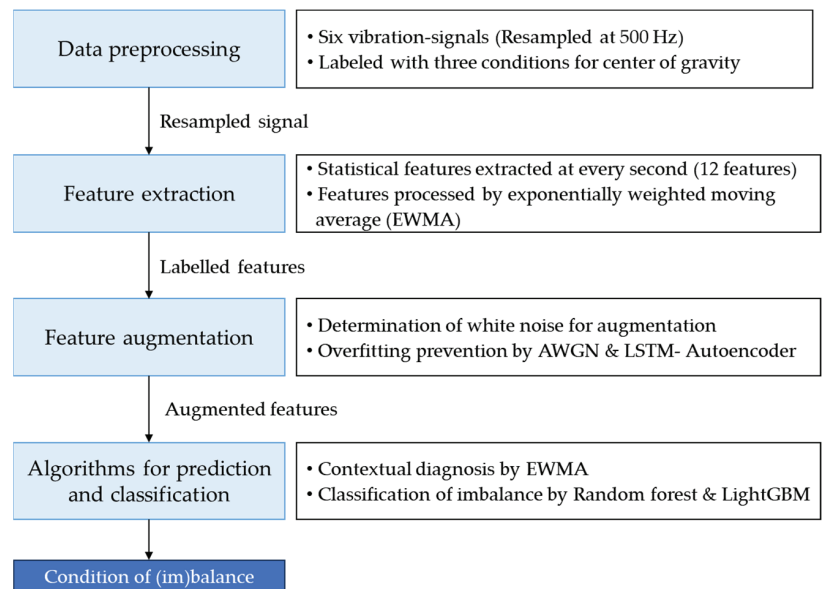 Data preprocessing
• Six vibration-signals (Resampled at 500 Hz)
• Labeled with three conditions for center of gravity
Resampled signal
Feature extraction
• Statistical features extracted at every second (12 features)
• Features processed by exponentially weighted moving
average (EWMA)
Labelled features
Feature augmentation
• Determination of white noise for augmentation
• Overfitting prevention by AWGN & LSTM- Autoencoder
Augmented features
Algorithms for prediction
and classification
• Contextual diagnosis by EWMA
• Classification of imbalance by Random forest & LightGBM
Condition of (im)balance